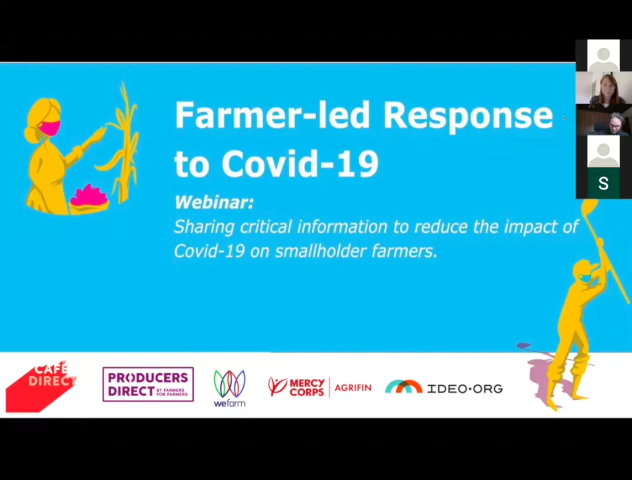 Farmer-led Response
to Covid-19
Webinar:
Sharing critical information to reduce the impact of
Covid-19 on smallholder farmers.
S
CAFÉ
DIRECT
PRODUCERS
DIRECT
BY FARMERS
FOR FARMERS
wefarm
MERCY
CORPS
AGRIFIN
IDEO.ORG